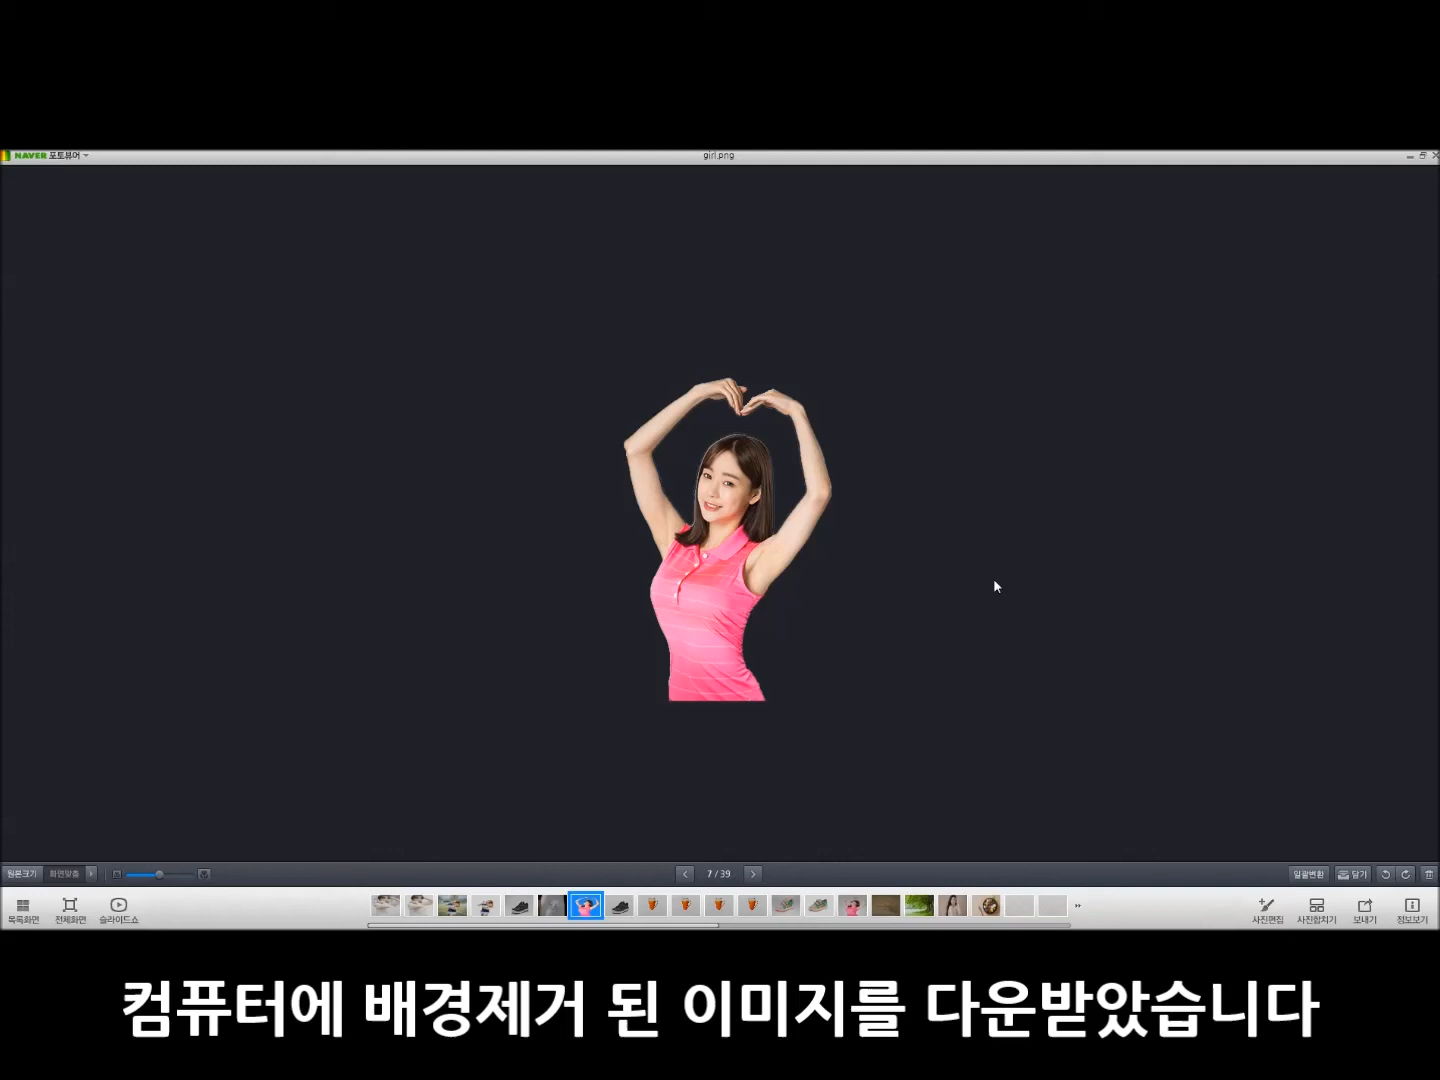 NAVER 포토뷰어
girl.png
원본크기 화면맞춤
7 / 39
일괄변환 담기
목록화면 전체화면 슬라이드쇼
사진편집 사진합치기 보내기 정보보기
컴퓨터에 배경제거 된 이미지를 다운받았습니다